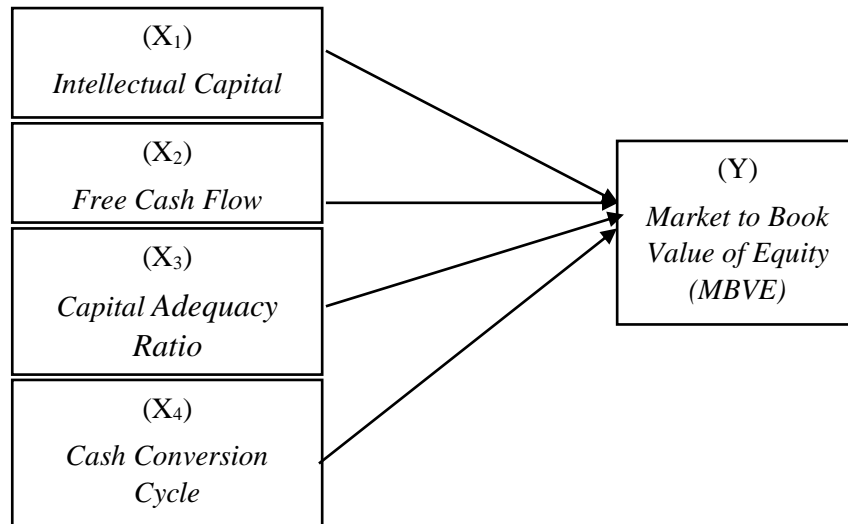 (X₁)
Intellectual Capital
(X₂)
Free Cash Flow
(X₃)
Capital Adequacy
Ratio
(X₄)
Cash Conversion
Cycle
(Y)
Market to Book
Value of Equity
(MBVE)